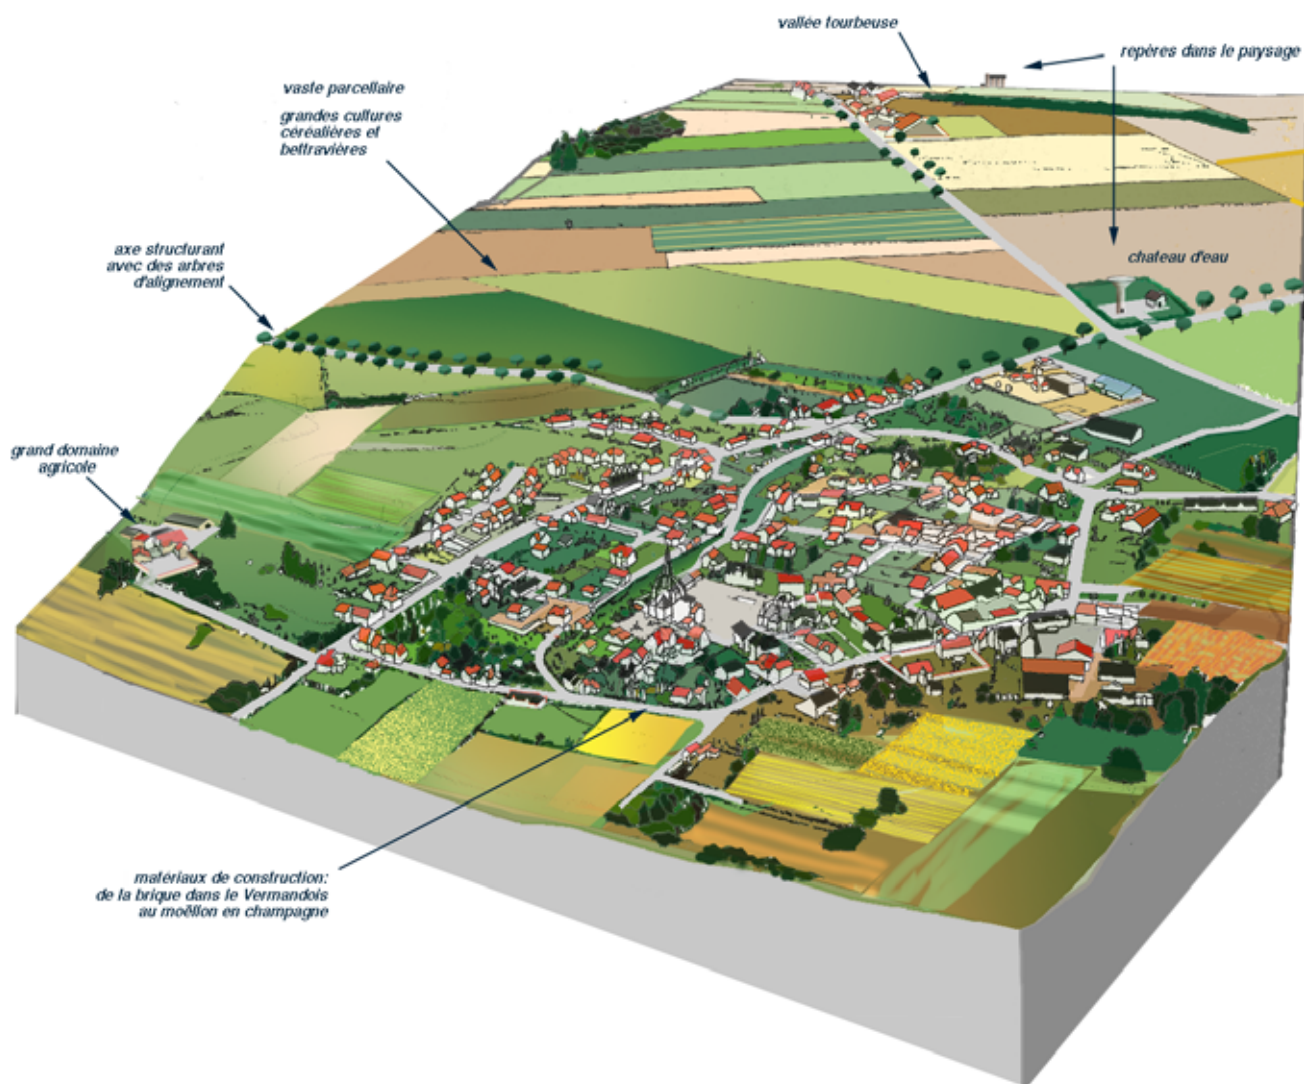 vallée tourbeuse
repères dans le paysage
vaste parcellaire
grandes cultures
céréalières et
bettravières
axe structurant
avec des arbres
d'alignement
chateau d'eau
grand domaine
agricole
matériaux de construction:
de la brique dans le Vermandois
au moëllon en champagne